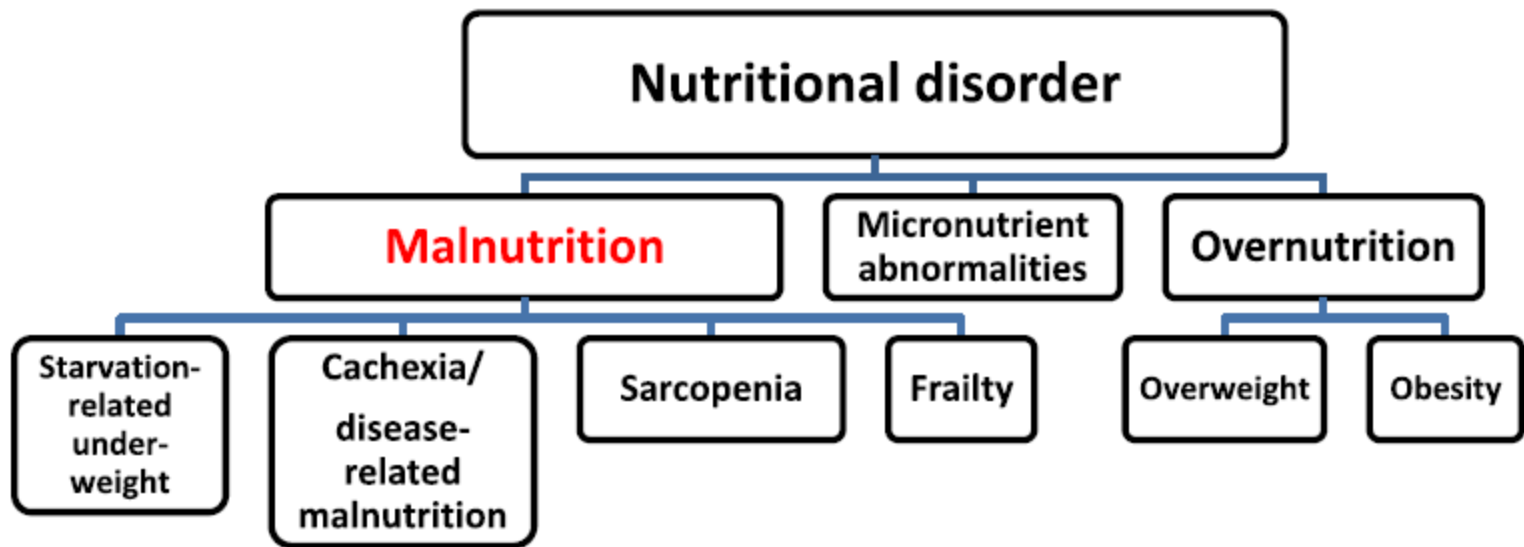 Nutritional disorder
Malnutrition
Micronutrient
abnormalities
Overnutrition
Starvation-
related
under-
weight
Cachexia/
disease-
related
malnutrition
Sarcopenia
Frailty
Overweight
Obesity